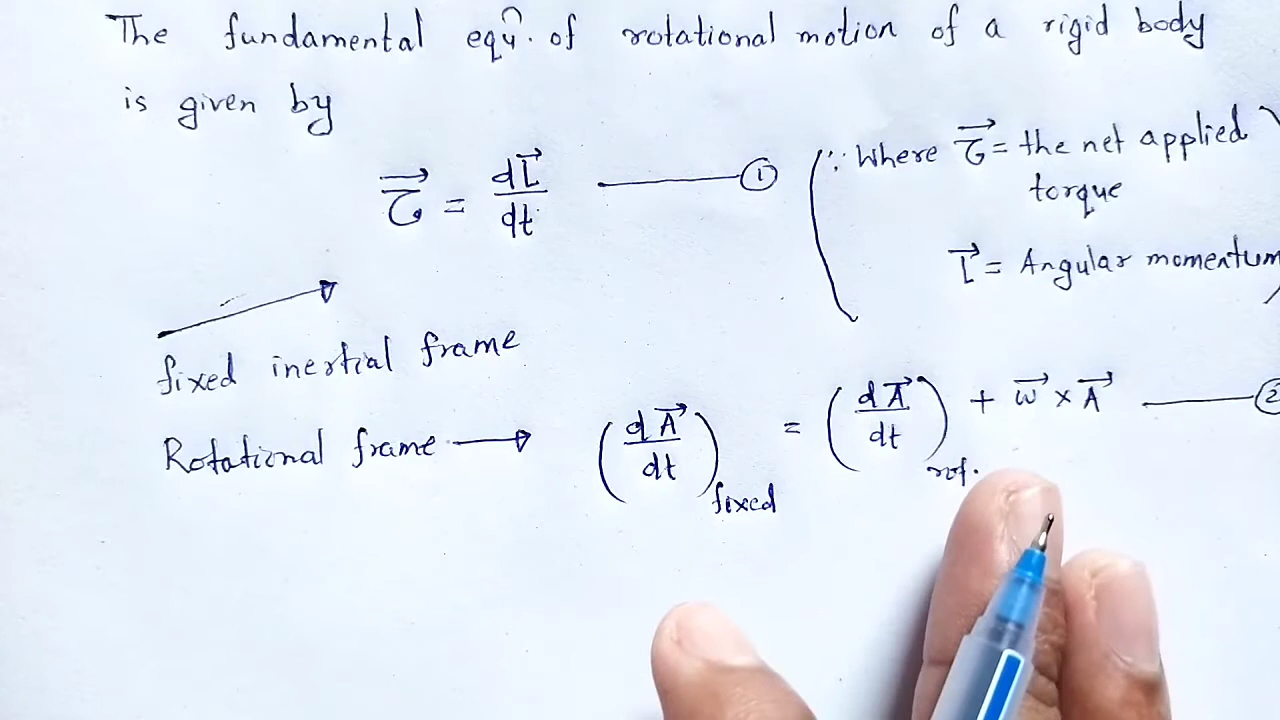 The fundamental equⁿ. of rotational motion of a rigid body
is given by
τ⃗ = dL⃗/dt ——— ①
(∵ Where τ⃗ = the net applied torque
L⃗ = Angular momentum)
fixed inertial frame
Rotational frame ⟶ (dA⃗/dt)fixed = (dA⃗/dt)rot. + ω⃗ × A⃗ ——— ②